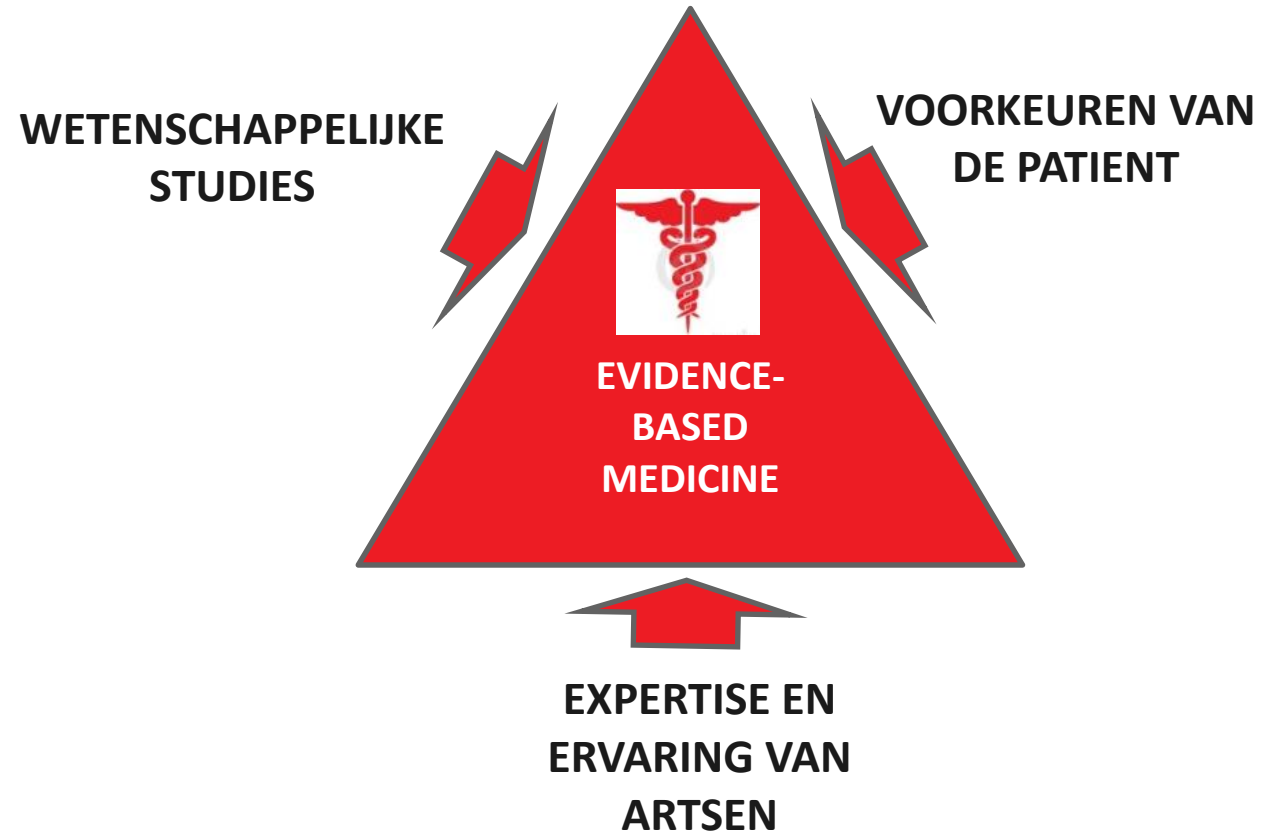 WETENSCHAPPELIJKE
STUDIES
VOORKEUREN VAN
DE PATIENT
EVIDENCE-
BASED
MEDICINE
EXPERTISE EN
ERVARING VAN
ARTSEN